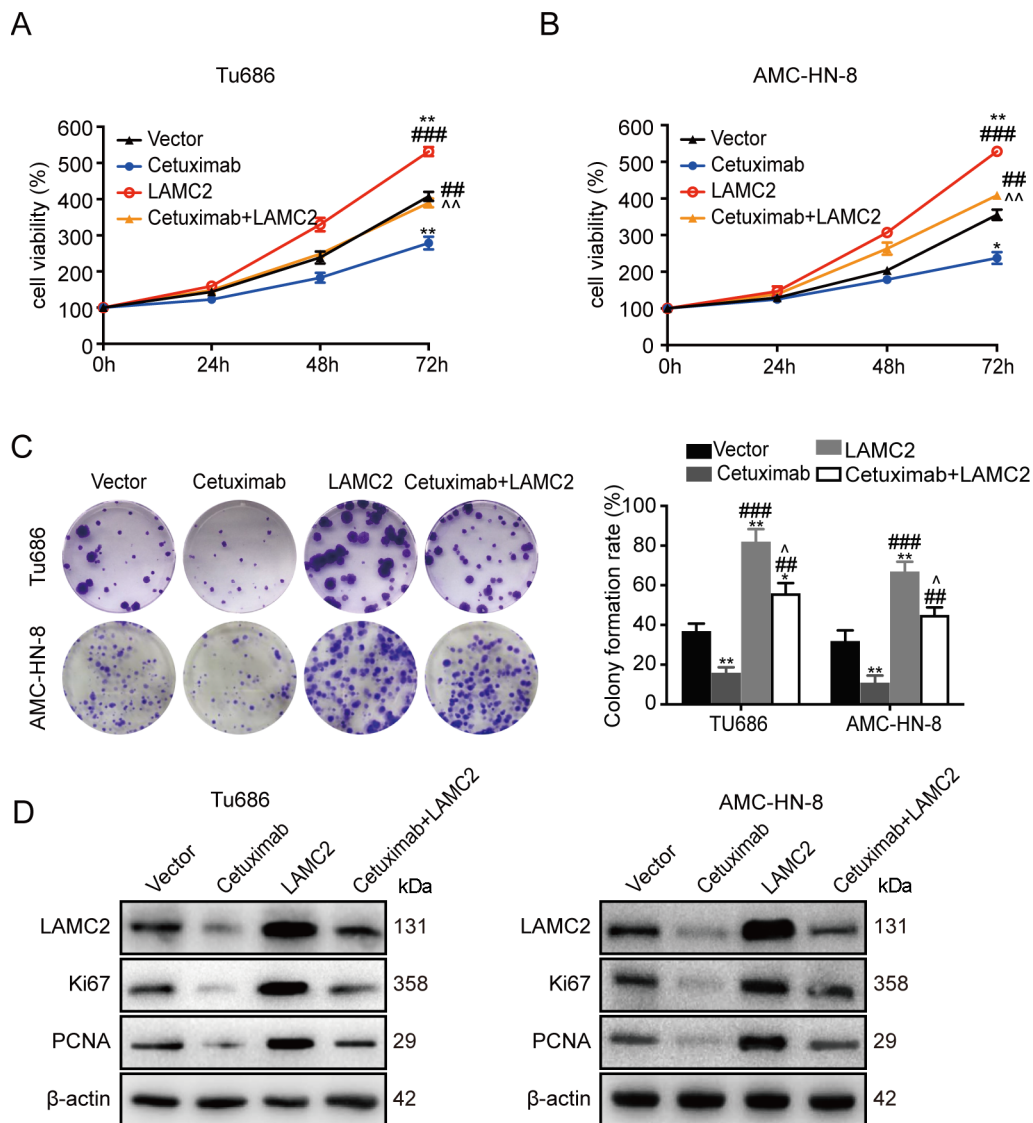 A
Tu686
cell viability (%)
600
500
400
300
200
100
0
0h 24h 48h 72h
Vector
Cetuximab
LAMC2
Cetuximab+LAMC2
**
###
##
^^
**
B
AMC-HN-8
cell viability (%)
600
500
400
300
200
100
0
0h 24h 48h 72h
Vector
Cetuximab
LAMC2
Cetuximab+LAMC2
**
###
##
^^
*
C
Vector Cetuximab LAMC2 Cetuximab+LAMC2
Tu686
AMC-HN-8
Vector LAMC2
Cetuximab Cetuximab+LAMC2
Colony formation rate (%)
100
80
60
40
20
0
**
###
**
^
##
*
**
###
**
^
##
TU686 AMC-HN-8
D
Tu686
Vector Cetuximab LAMC2 Cetuximab+LAMC2 kDa
LAMC2 131
Ki67 358
PCNA 29
β-actin 42
AMC-HN-8
Vector Cetuximab LAMC2 Cetuximab+LAMC2 kDa
LAMC2 131
Ki67 358
PCNA 29
β-actin 42